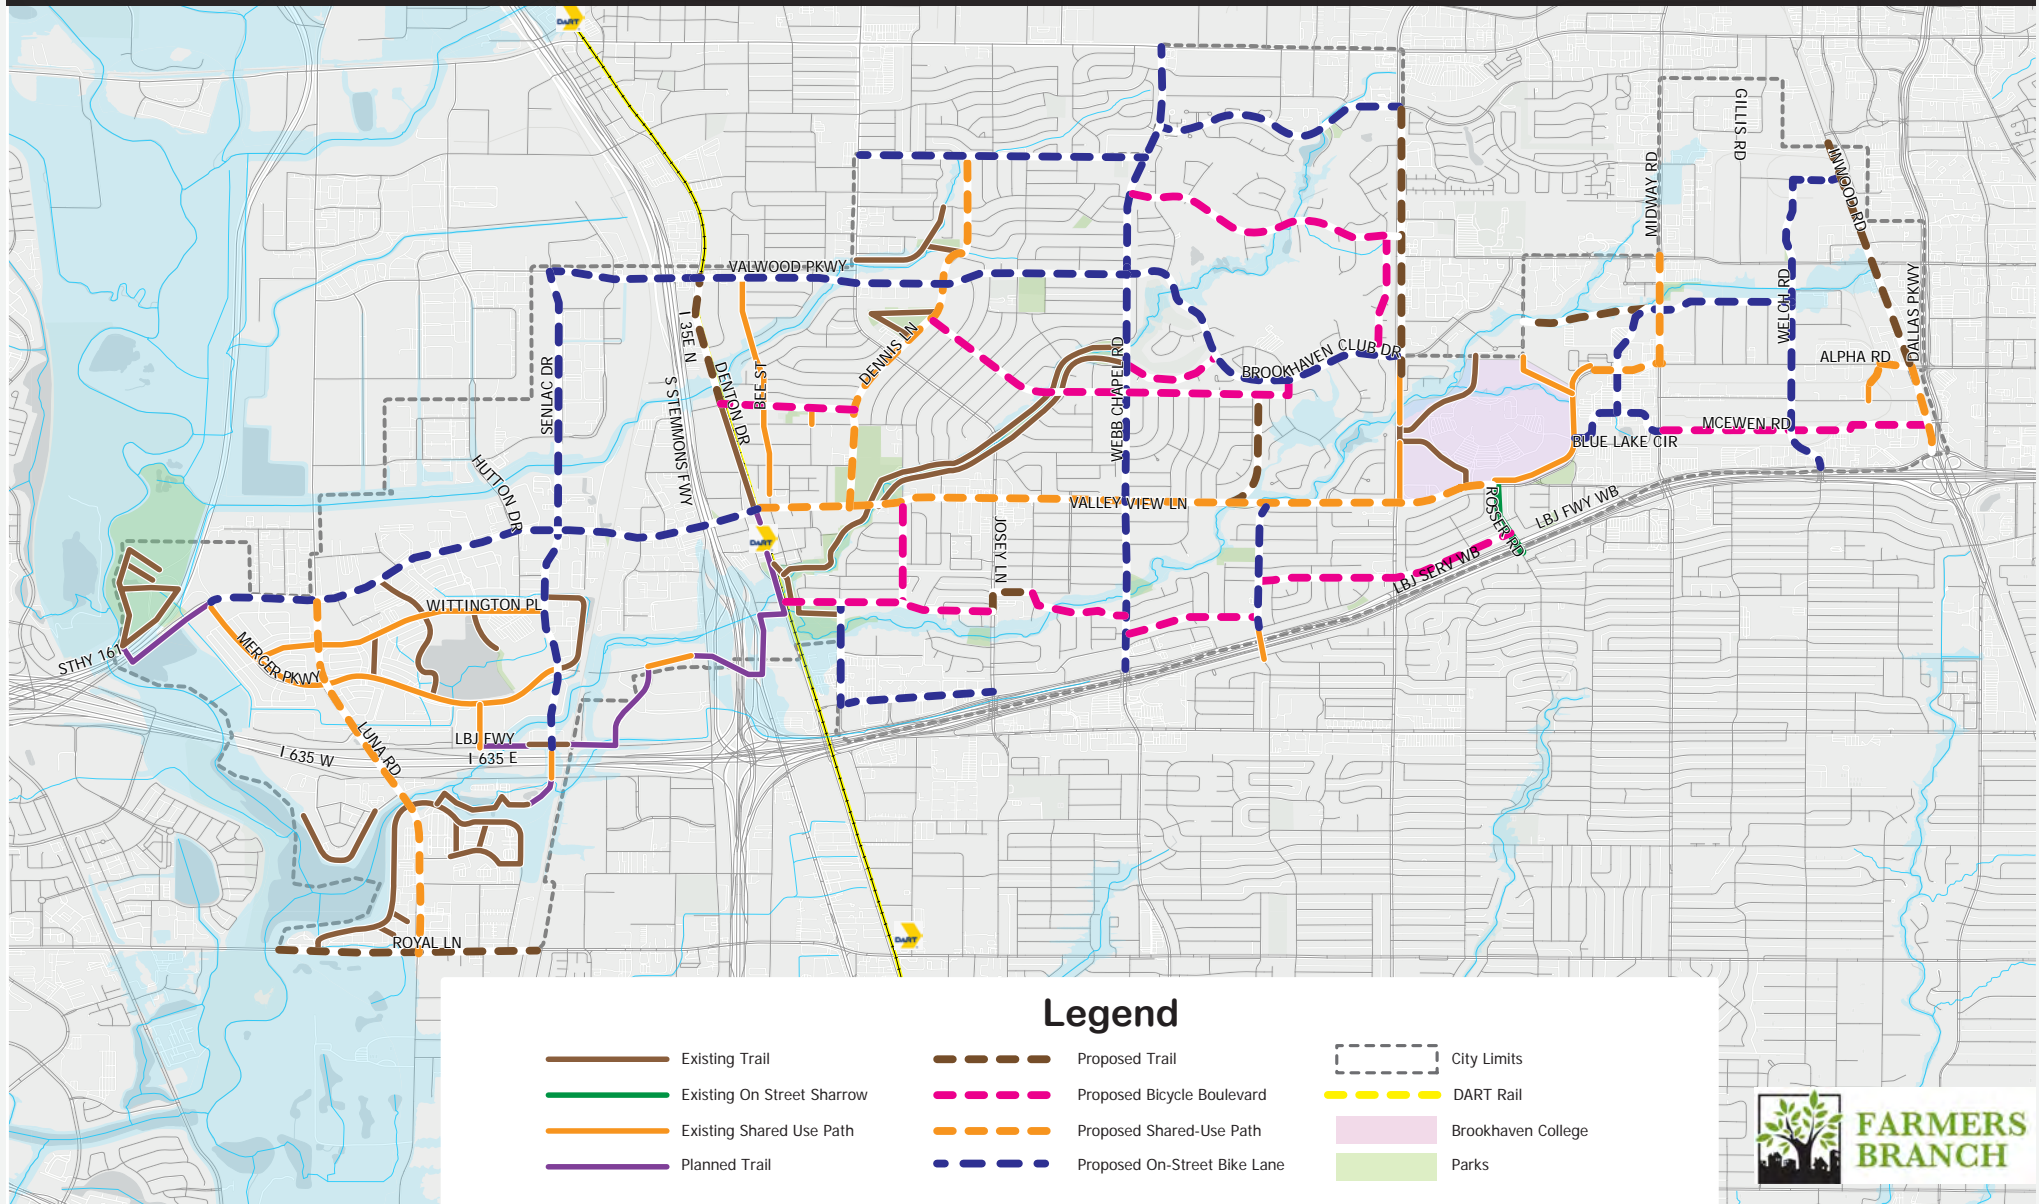 DART
GILLIS RD
MIDWAY RD
INWOOD RD
VALWOOD PKWY
WELCH RD
DALLAS PKWY
I 35E N
DENNIS LN
BROOKHAVEN CLUB DR
ALPHA RD
SENLAC DR
S STEMMONS FWY
DENTON DR
BEE ST
WEBB CHAPEL RD
MCEWEN RD
BLUE LAKE CIR
HUTTON DR
VALLEY VIEW LN
ROSSER RD
LBJ FWY WB
DART
JOSEY LN
LBJ SERV WB
WITTINGTON PL
STHY 161
MERCER PKWY
LUNA RD
LBJ FWY
I 635 E
I 635 W
ROYAL LN
DART
Legend
Existing Trail
Proposed Trail
City Limits
Existing On Street Sharrow
Proposed Bicycle Boulevard
DART Rail
Existing Shared Use Path
Proposed Shared-Use Path
Brookhaven College
Planned Trail
Proposed On-Street Bike Lane
Parks
FARMERS
BRANCH